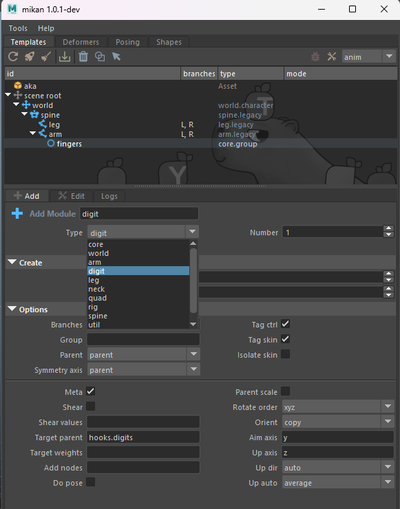 mikan 1.0.1-dev
Tools Help
Templates Deformers Posing Shapes
anim
id branches type mode
aka Asset
scene root
world world.character
spine spine.legacy
leg L, R leg.legacy
arm L, R arm.legacy
fingers core.group
T
Y
Add Edit Logs
Add Module digit
Type digit Number 1
core
world
arm
digit
leg
neck
quad
rig
spine
util
Create
Options
Branches Tag ctrl
Group Tag skin
Parent parent Isolate skin
Symmetry axis parent
Meta Parent scale
Shear Rotate order xyz
Shear values Orient copy
Target parent hooks.digits Aim axis y
Target weights Up axis z
Add nodes Up dir auto
Do pose Up auto average